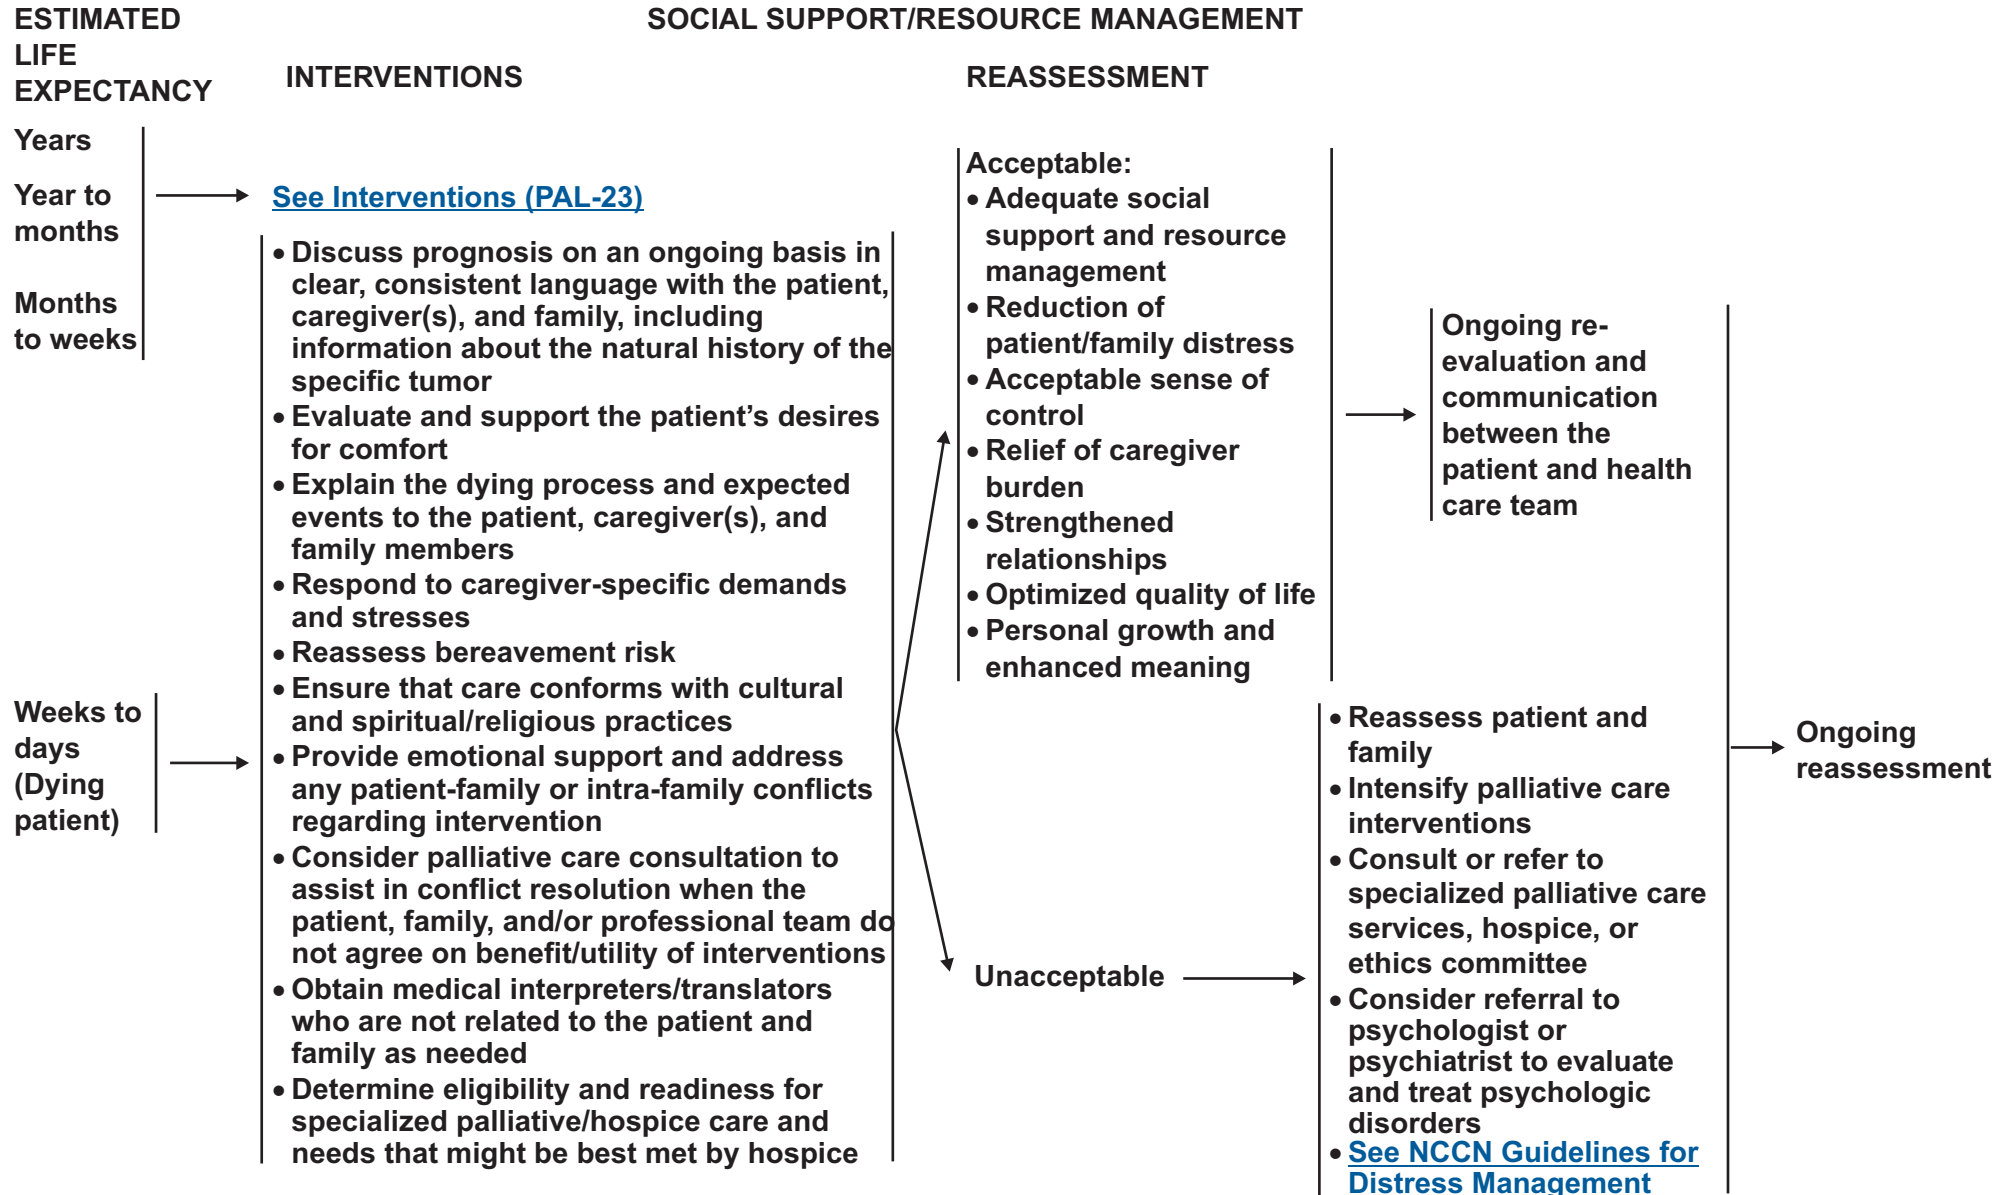 SOCIAL SUPPORT/RESOURCE MANAGEMENT
ESTIMATED
LIFE
EXPECTANCY
INTERVENTIONS
REASSESSMENT
Years
Year to
months
Months
to weeks
See Interventions (PAL-23)
Weeks to
days
(Dying
patient)
• Discuss prognosis on an ongoing basis in
clear, consistent language with the patient,
caregiver(s), and family, including
information about the natural history of the
specific tumor
• Evaluate and support the patient’s desires
for comfort
• Explain the dying process and expected
events to the patient, caregiver(s), and
family members
• Respond to caregiver-specific demands
and stresses
• Reassess bereavement risk
• Ensure that care conforms with cultural
and spiritual/religious practices
• Provide emotional support and address
any patient-family or intra-family conflicts
regarding intervention
• Consider palliative care consultation to
assist in conflict resolution when the
patient, family, and/or professional team do
not agree on benefit/utility of interventions
• Obtain medical interpreters/translators
who are not related to the patient and
family as needed
• Determine eligibility and readiness for
specialized palliative/hospice care and
needs that might be best met by hospice
Acceptable:
• Adequate social
support and resource
management
• Reduction of
patient/family distress
• Acceptable sense of
control
• Relief of caregiver
burden
• Strengthened
relationships
• Optimized quality of life
• Personal growth and
enhanced meaning
Ongoing re-
evaluation and
communication
between the
patient and health
care team
Unacceptable
• Reassess patient and
family
• Intensify palliative care
interventions
• Consult or refer to
specialized palliative care
services, hospice, or
ethics committee
• Consider referral to
psychologist or
psychiatrist to evaluate
and treat psychologic
disorders
• See NCCN Guidelines for
Distress Management
Ongoing
reassessment